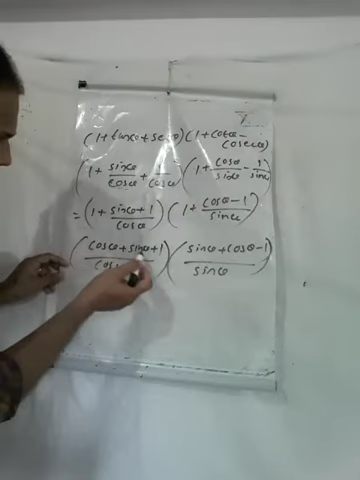 (1+tanθ+secθ)(1+cotθ-cosecθ)
(1+sinθ/cosθ+1/cosθ)(1+cosθ/sinθ-1/sinθ)
=(1+sinθ+1/cosθ)(1+cosθ-1/sinθ)
(cosθ+sinθ+1/cosθ)(sinθ+cosθ-1/sinθ)